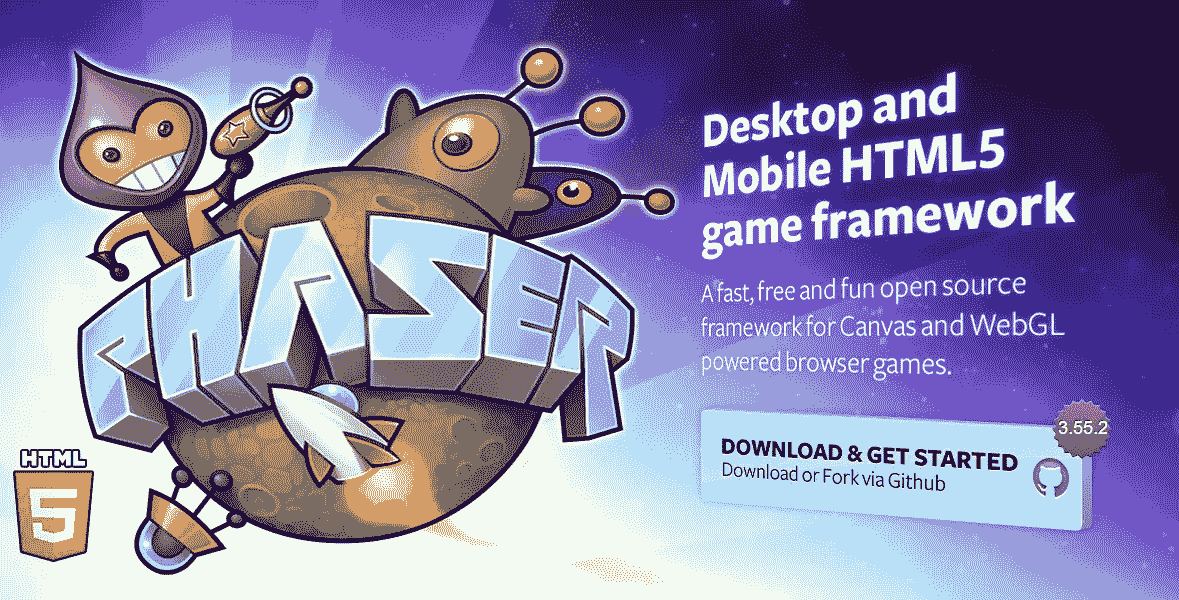 PHASER
HTML
5
Desktop and
Mobile HTML5
game framework
A fast, free and fun open source
framework for Canvas and WebGL
powered browser games.
3.55.2
DOWNLOAD & GET STARTED
Download or Fork via Github